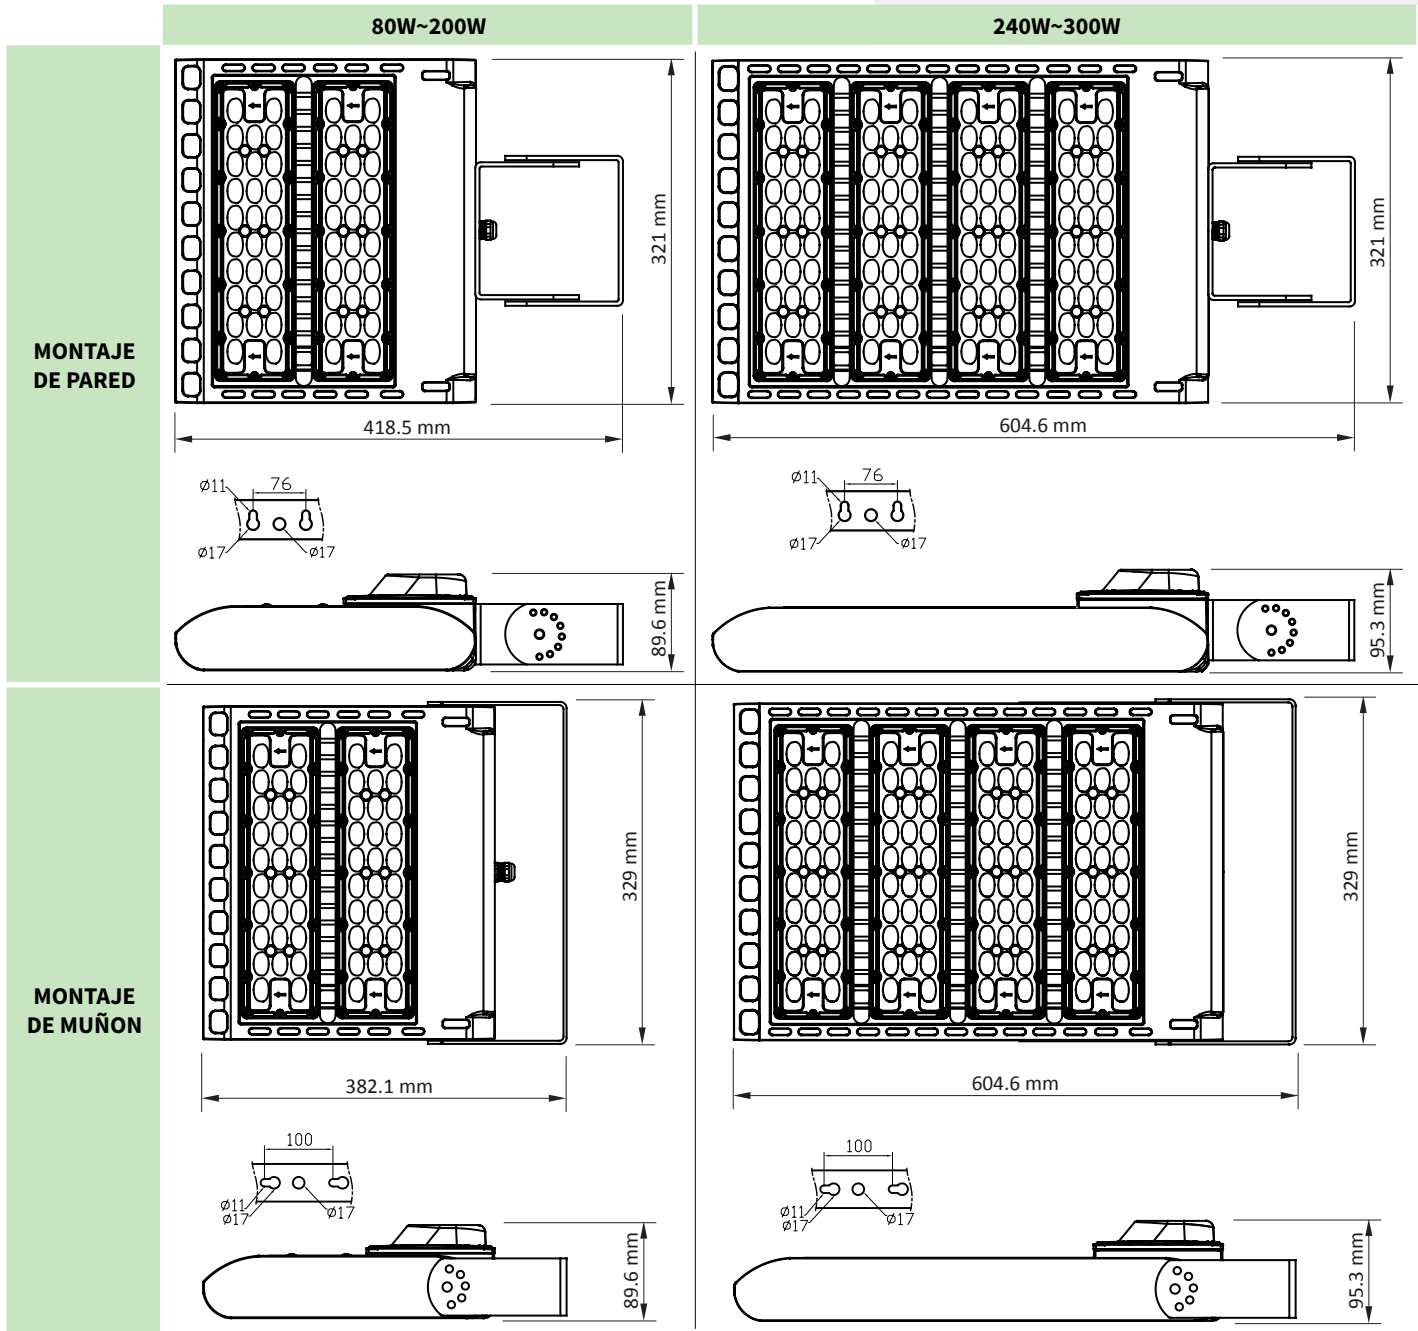 80W~200W
240W~300W
MONTAJE
DE PARED
321 mm
418.5 mm
321 mm
604.6 mm
ø11
76
ø17
ø17
89.6 mm
ø11
76
ø17
ø17
95.3 mm
MONTAJE
DE MUÑON
329 mm
382.1 mm
329 mm
604.6 mm
100
ø11
ø17
ø17
89.6 mm
100
ø11
ø17
ø17
95.3 mm